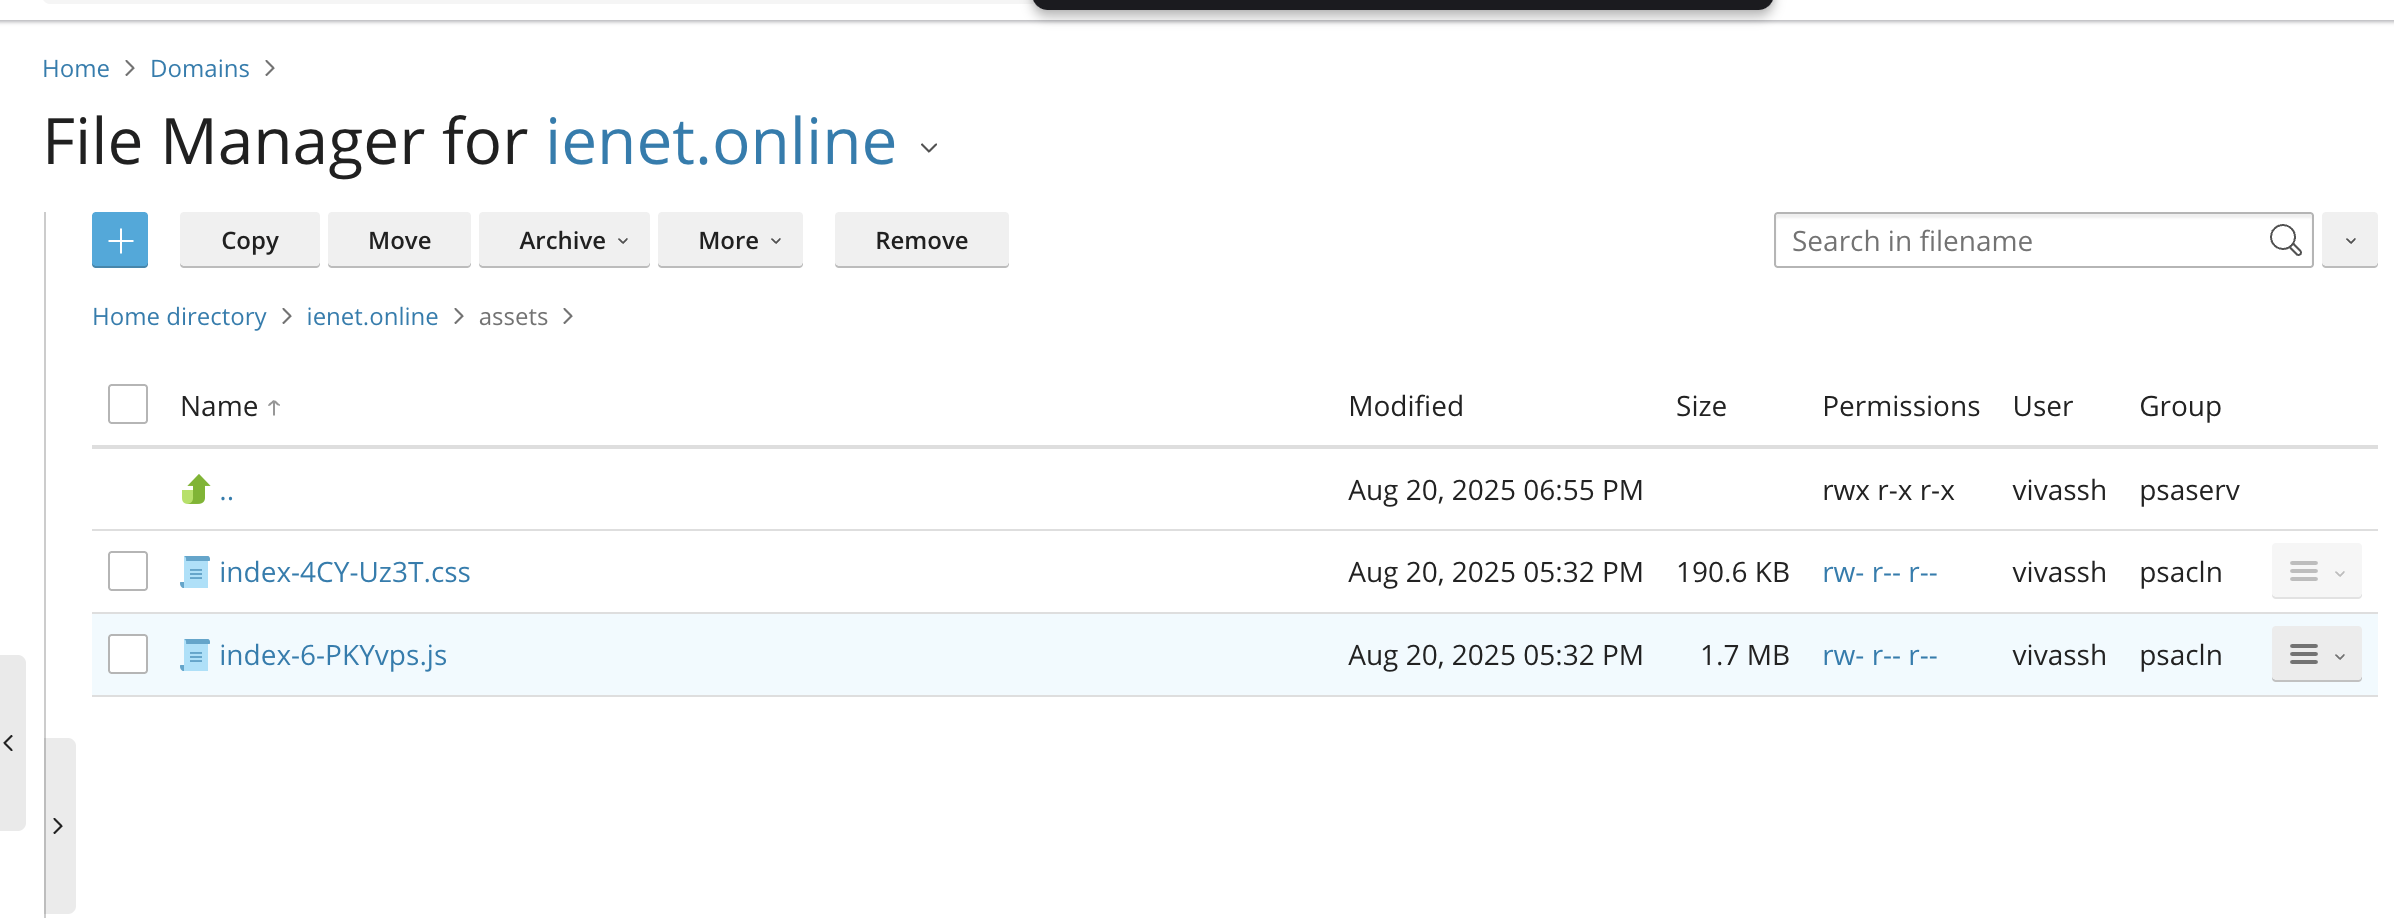 Home > Domains >
File Manager for ienet.online
Copy Move Archive More Remove Search in filename
Home directory > ienet.online > assets >
Name ↑ Modified Size Permissions User Group
.. Aug 20, 2025 06:55 PM rwx r-x r-x vivassh psaserv
index-4CY-Uz3T.css Aug 20, 2025 05:32 PM 190.6 KB rw- r-- r-- vivassh psacln
index-6-PKYvps.js Aug 20, 2025 05:32 PM 1.7 MB rw- r-- r-- vivassh psacln